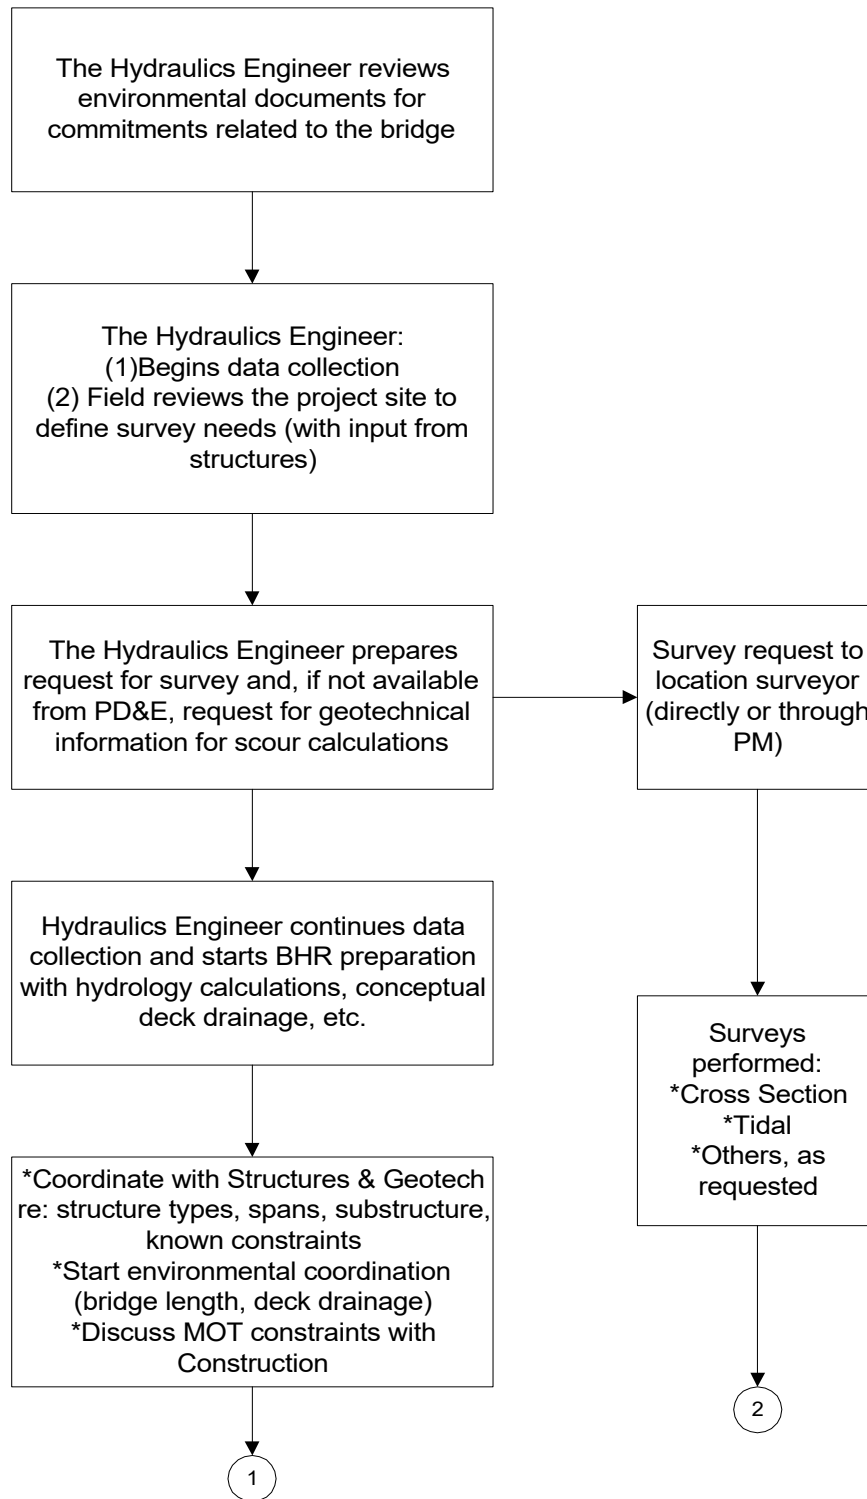 The Hydraulics Engineer reviews
environmental documents for
commitments related to the bridge
The Hydraulics Engineer:
(1)Begins data collection
(2) Field reviews the project site to
define survey needs (with input from
structures)
The Hydraulics Engineer prepares
request for survey and, if not available
from PD&E, request for geotechnical
information for scour calculations
Survey request to
location surveyor
(directly or through
PM)
Hydraulics Engineer continues data
collection and starts BHR preparation
with hydrology calculations, conceptual
deck drainage, etc.
Surveys
performed:
*Cross Section
*Tidal
*Others, as
requested
*Coordinate with Structures & Geotech
re: structure types, spans, substructure,
known constraints
*Start environmental coordination
(bridge length, deck drainage)
*Discuss MOT constraints with
Construction
2
1